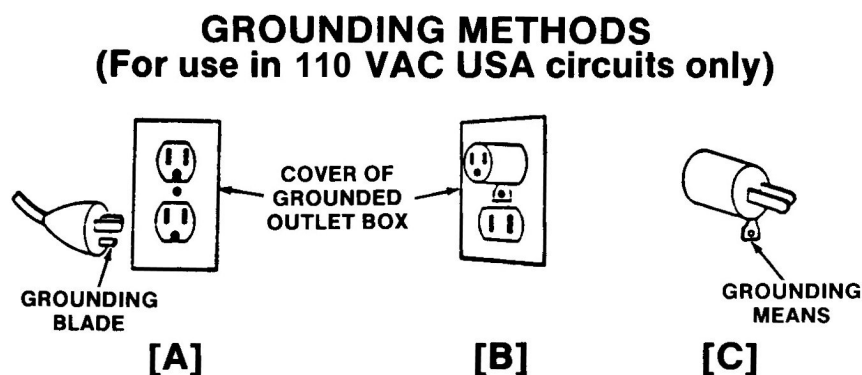 GROUNDING METHODS
(For use in 110 VAC USA circuits only)
COVER OF
GROUNDED
OUTLET BOX
GROUNDING
BLADE
GROUNDING
MEANS
[A]
[B]
[C]